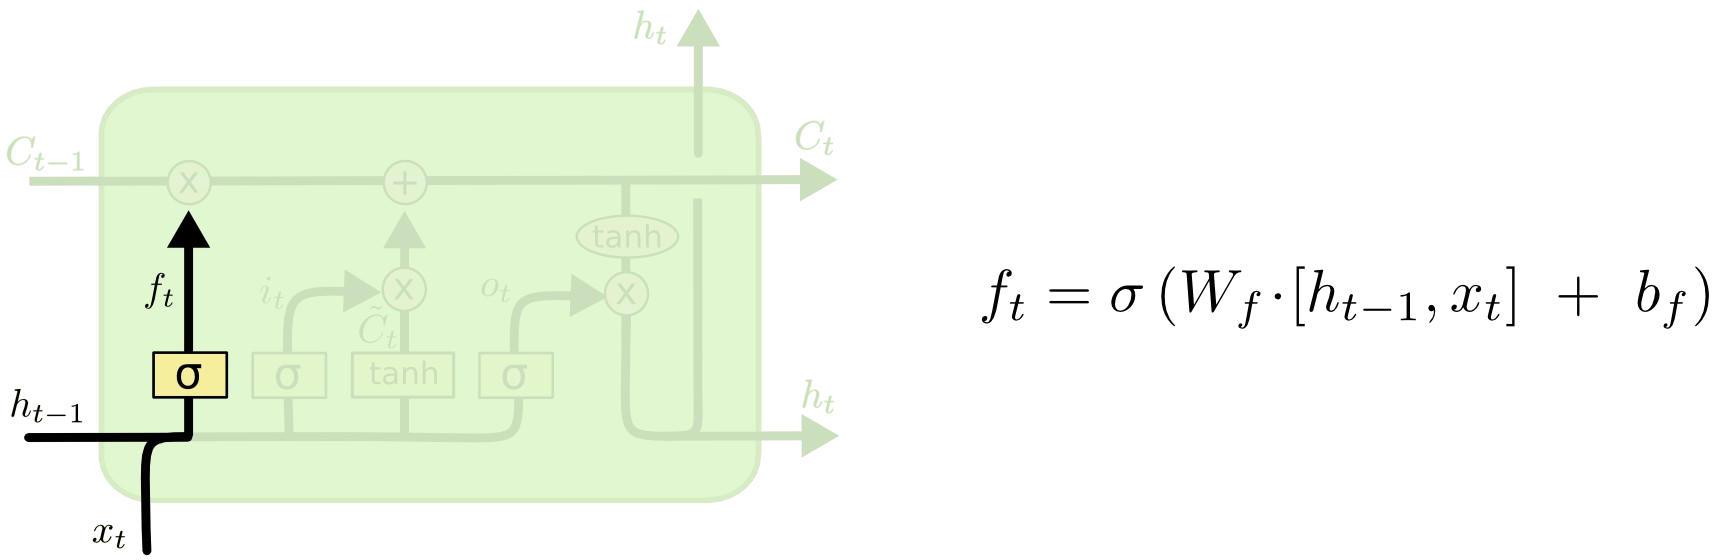 h_t
C_{t-1}
C_t
x
+
tanh
f_t
i_t
x
o_t
x
C̃_t
σ
σ
tanh
σ
h_{t-1}
h_t
x_t
f_t = σ (W_f · [h_{t-1}, x_t] + b_f)